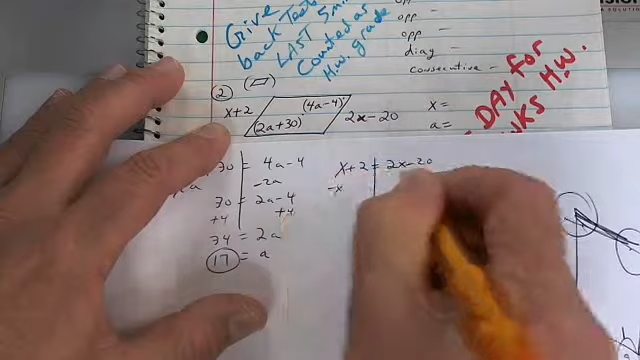 Give
back Tests
LAST 5 min
Counted as
H.W. grade
opp -
opp -
opp -
diag -
consecutive -
DAY for
H.W.
2
x+2 (4a-4)° (2a+30)° 2x-20
x=
a=
30 = 4a-4
-2a
30 = 2a-4
+4 +4
34 = 2a
17 = a
x+2 = 2x-20
-x